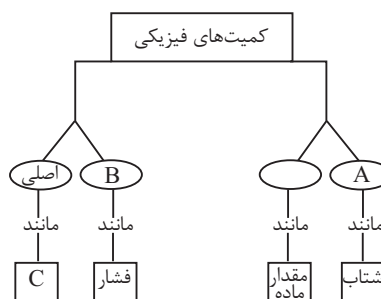 کمیت‌های فیزیکی
A
B
اصلی
مانند
مانند
مانند
مانند
شتاب
مقدار
ماده
فشار
C